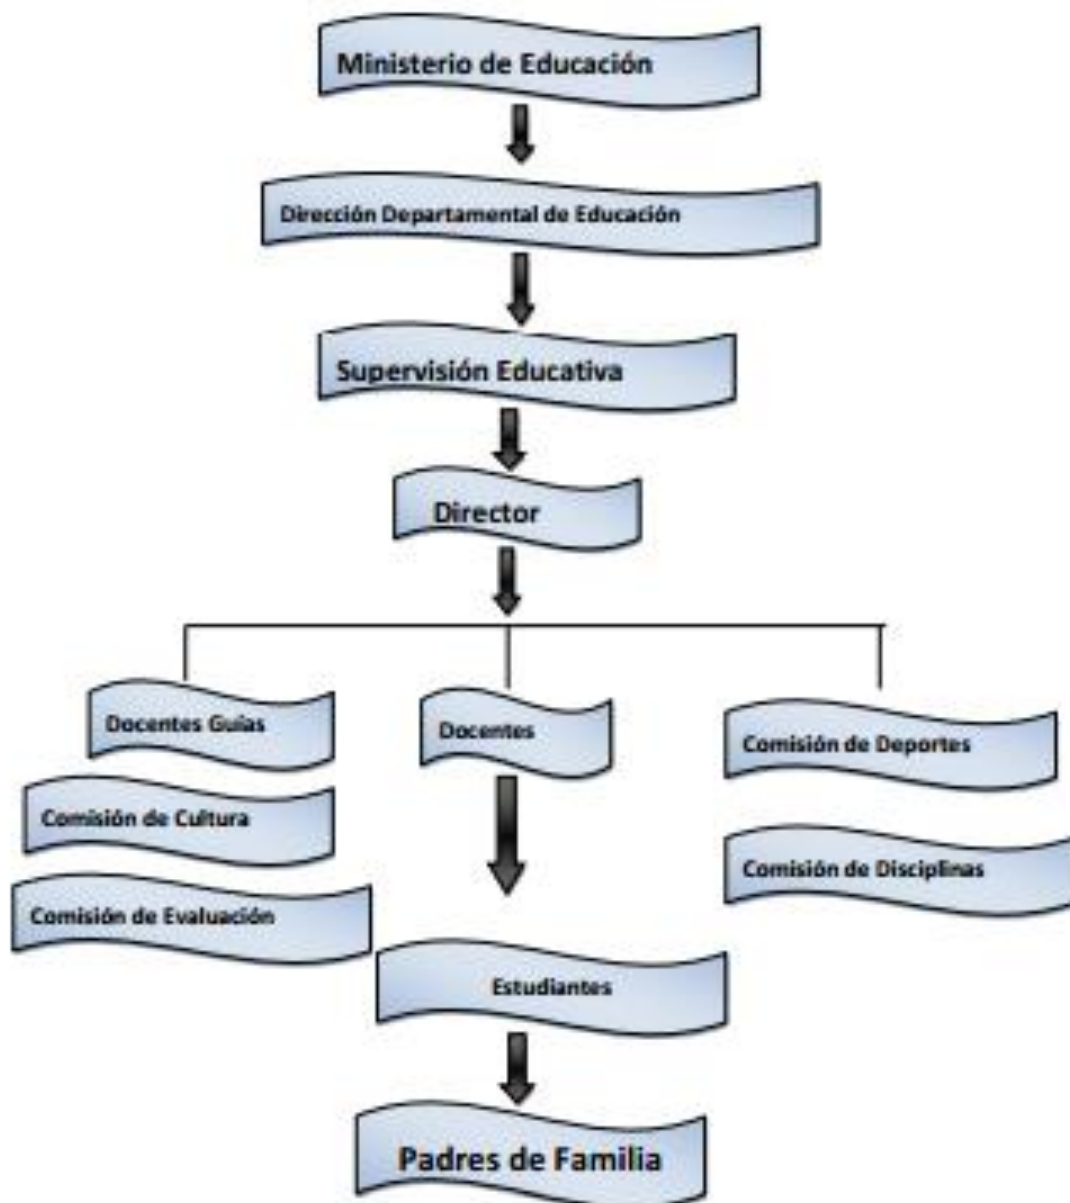 Ministerio de Educación
Dirección Departamental de Educación
Supervisión Educativa
Director
Docentes Guías
Docentes
Comisión de Deportes
Comisión de Cultura
Comisión de Disciplinas
Comisión de Evaluación
Estudiantes
Padres de Familia